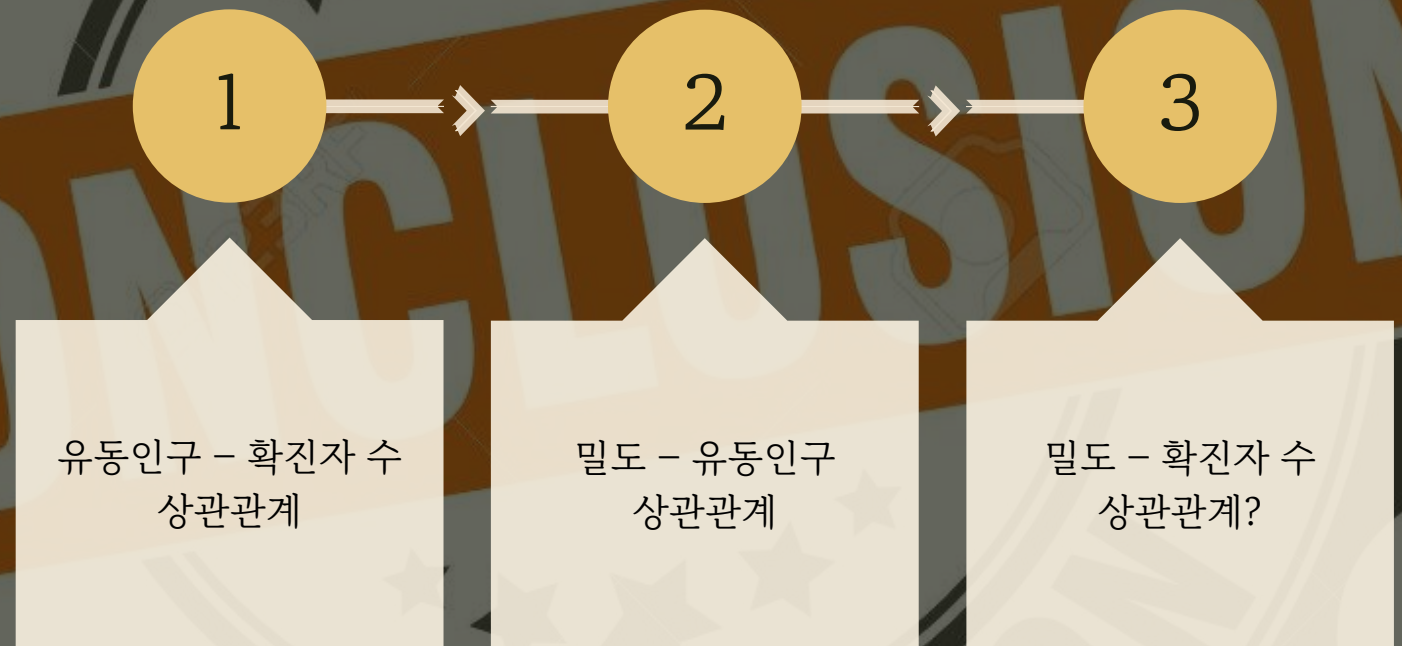 1
2
3
ONCLUSION
유동인구 – 확진자 수
상관관계
밀도 – 유동인구
상관관계
밀도 – 확진자 수
상관관계?